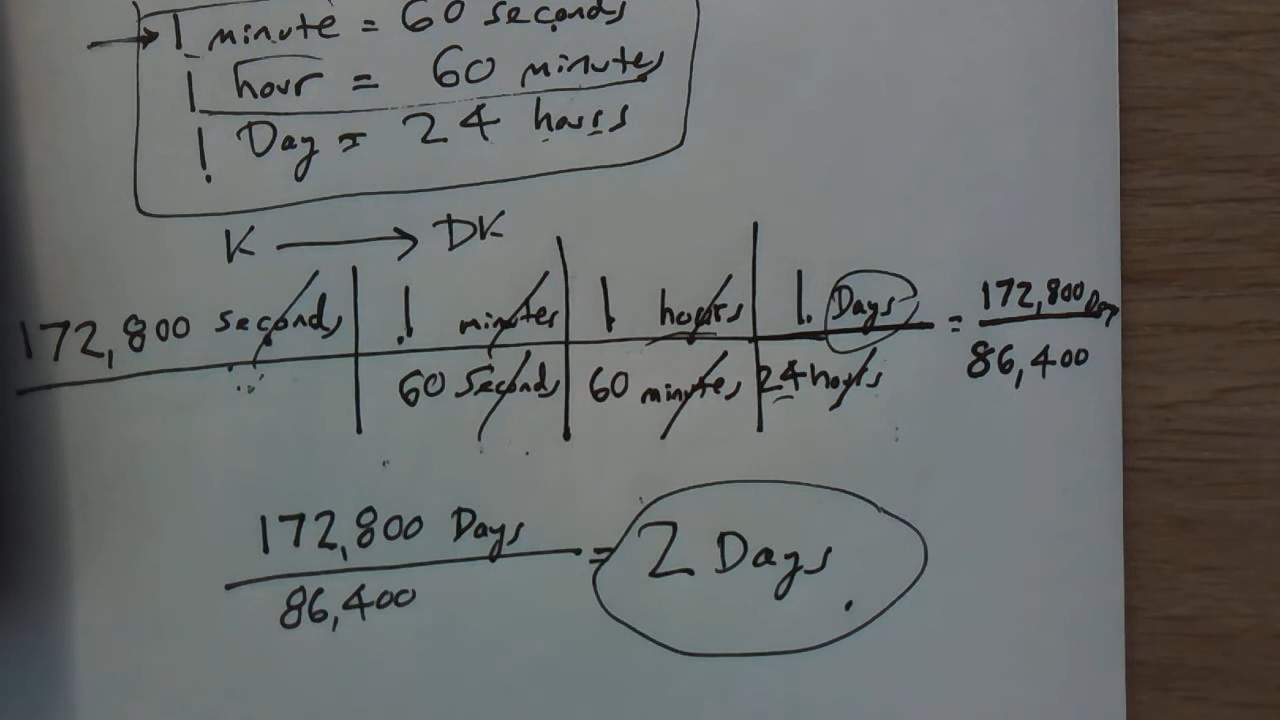 1 minute = 60 seconds
1 hour = 60 minutes
1 Day = 24 hours
K → DK
172,800 seconds | 1 minutes | 1 hours | 1 Days = 172,800 Days
60 seconds | 60 minutes | 24 hours 86,400
172,800 Days = 2 Days
86,400